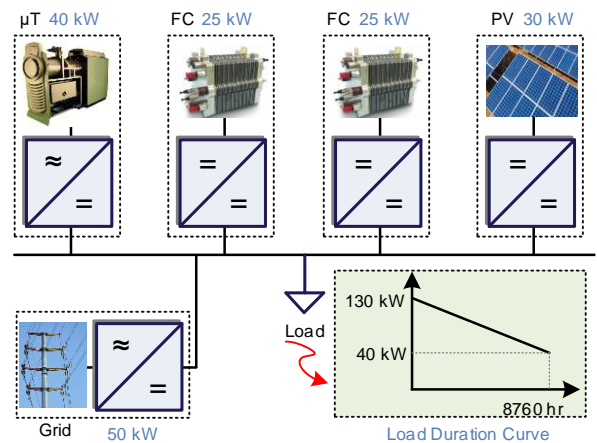 µT 40 kW
FC 25 kW
FC 25 kW
PV 30 kW
≈
=
=
=
=
=
=
=
≈
=
Grid
50 kW
Load
130 kW
40 kW
8760 hr
Load Duration Curve